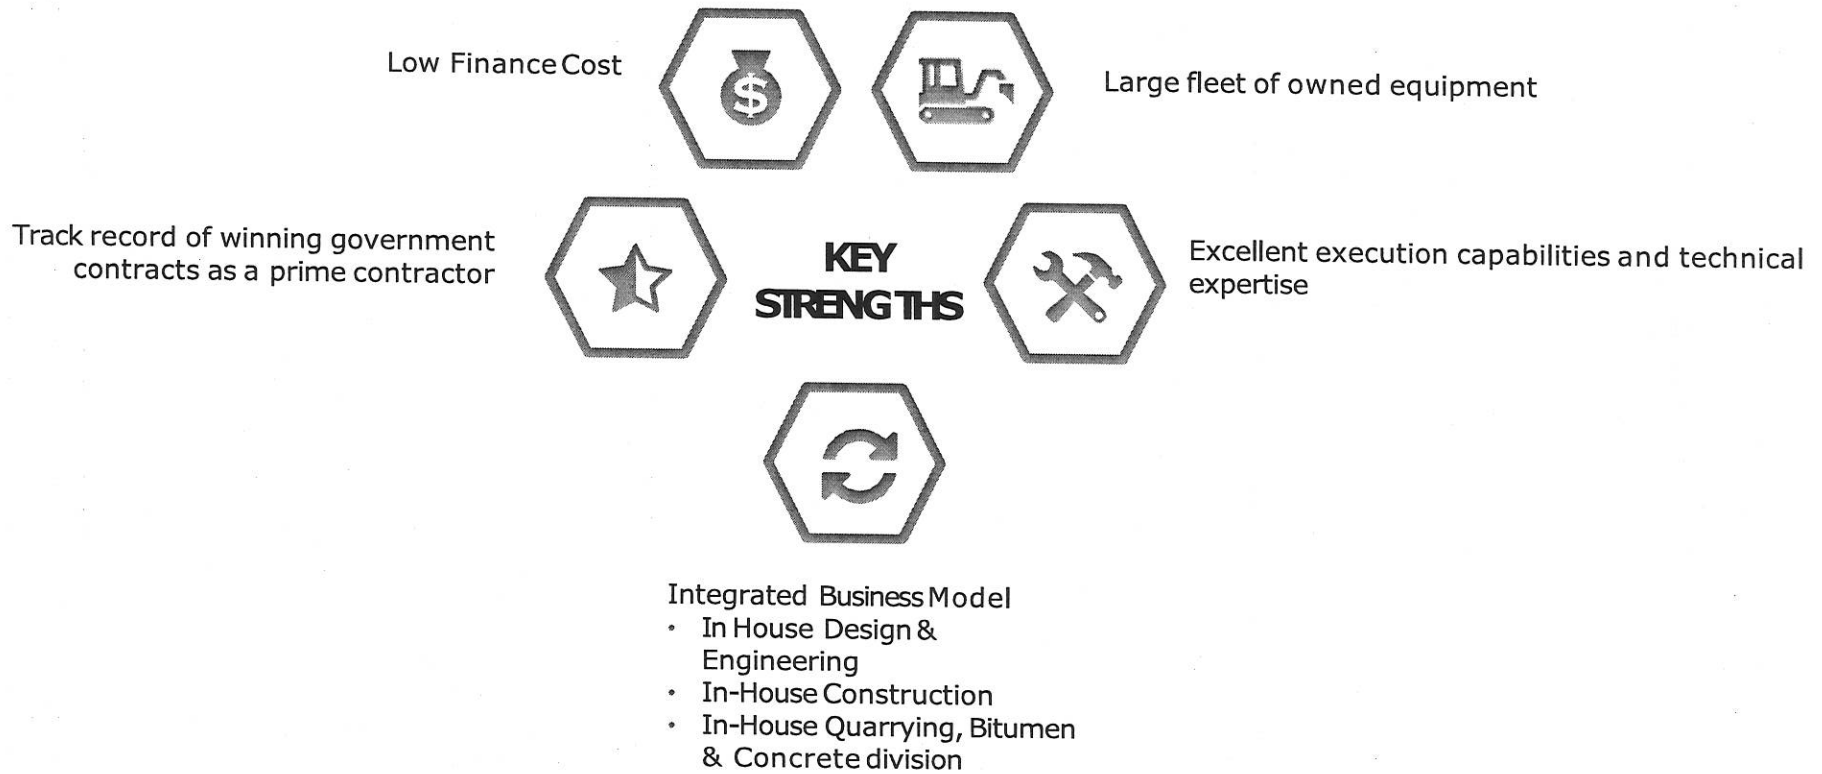 Low Finance Cost
$
Large fleet of owned equipment
Track record of winning government
contracts as a prime contractor
KEY
STRENGTHS
Excellent execution capabilities and technical
expertise
Integrated Business Model
• In House Design &
Engineering
• In-House Construction
• In-House Quarrying, Bitumen
& Concrete division